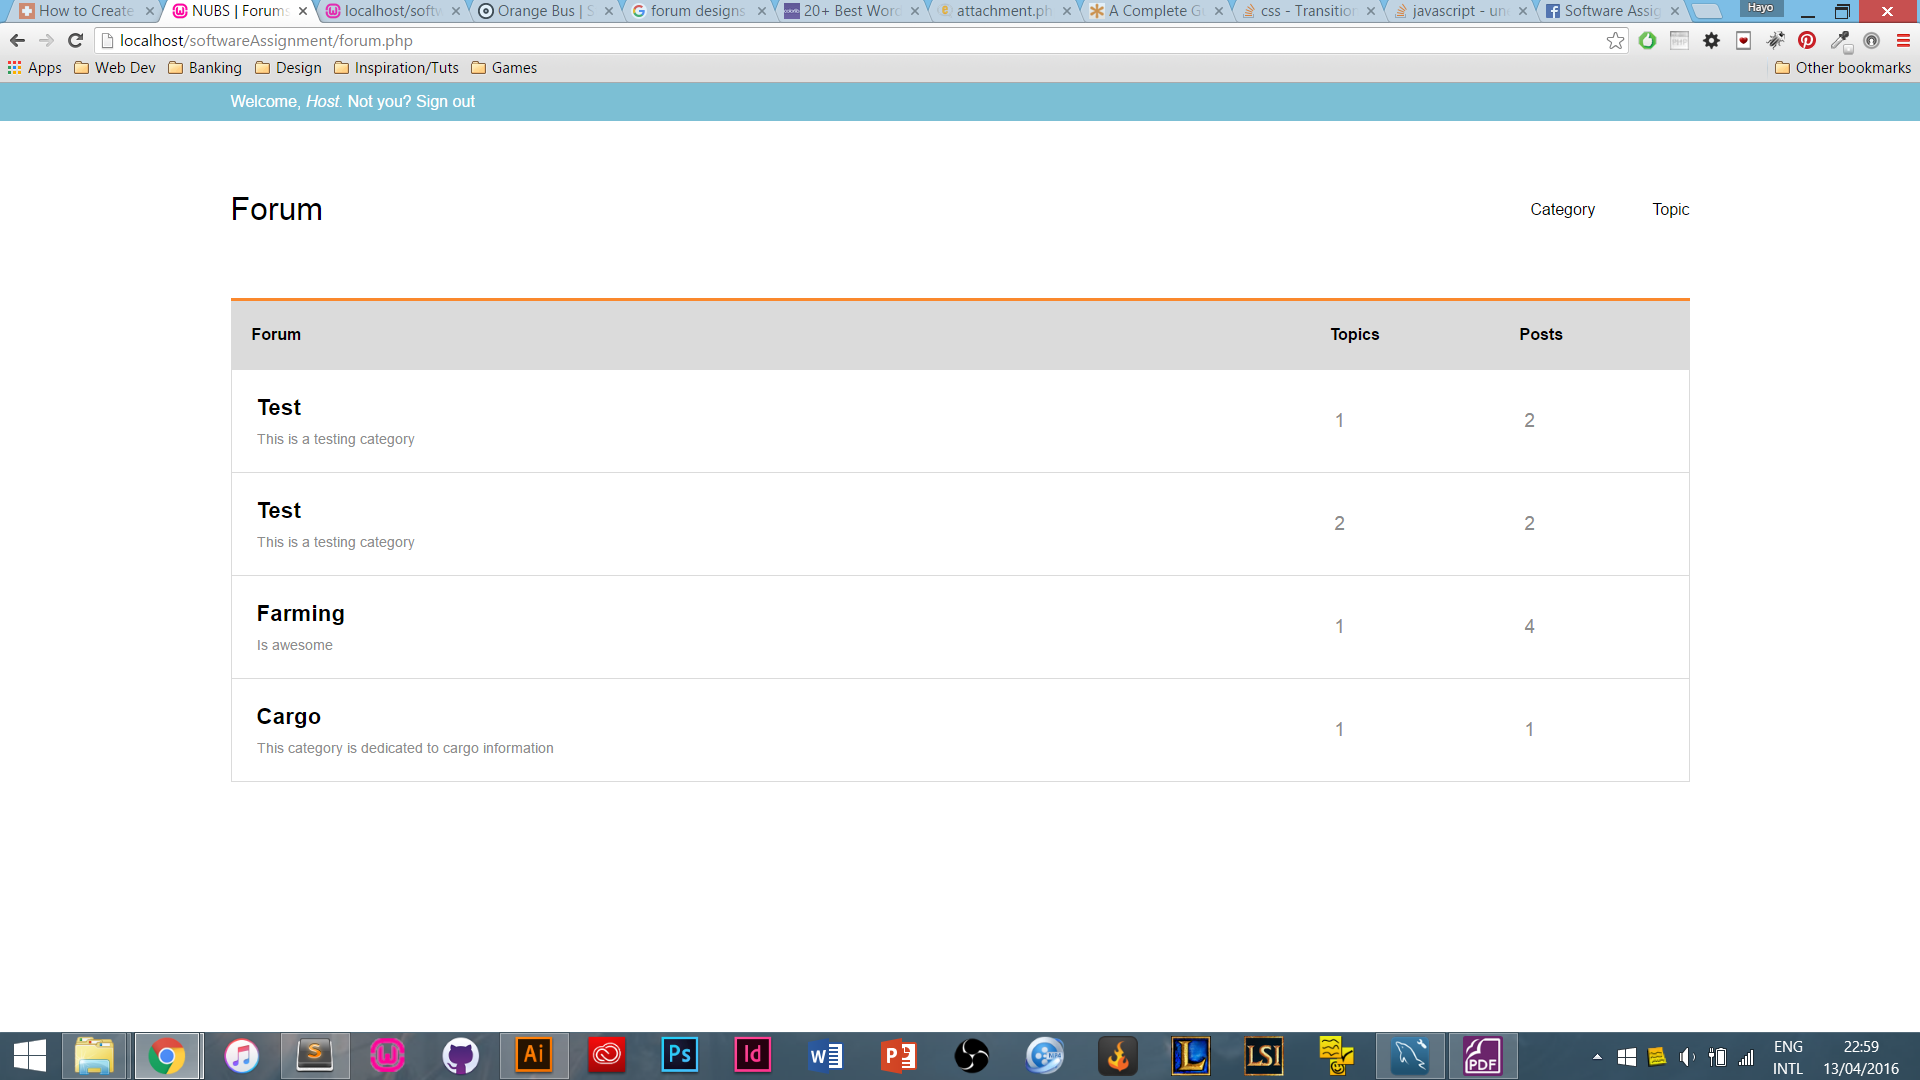 How to Create
NUBS | Forums
localhost/softw
Orange Bus | S
forum designs
20+ Best Word
attachment.ph
A Complete G
css - Transition
javascript - un
Software Assig
Hayo
localhost/softwareAssignment/forum.php
Apps
Web Dev
Banking
Design
Inspiration/Tuts
Games
Other bookmarks
Welcome, Host. Not you? Sign out
Forum
Category
Topic
Forum Topics Posts
Test
This is a testing category
1 2
Test
This is a testing category
2 2
Farming
Is awesome
1 4
Cargo
This category is dedicated to cargo information
1 1
S
Ai
Ps
Id
W
P
MP4
L
LSI
PDF
ENG
INTL
22:59
13/04/2016